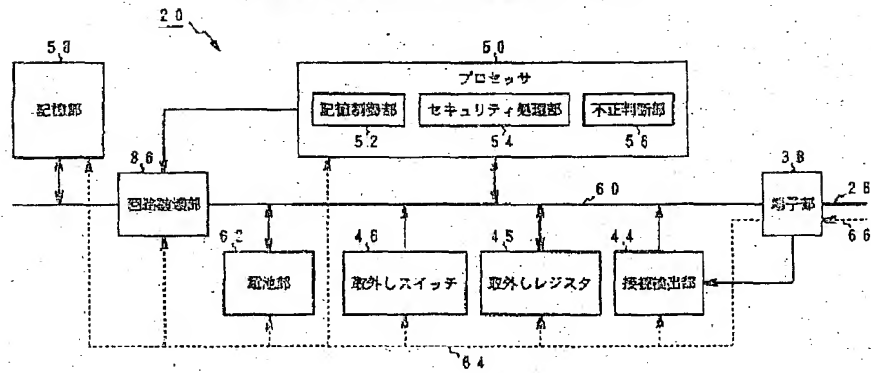 20
58
50
記憶部
プロセッサ
記憶制御部
セキュリティ処理部
不正判断部
52
54
56
86
38
60
26
回路破壊部
端子部
66
62
46
45
44
電池部
取外しスイッチ
取外しレジスタ
接続検出部
64